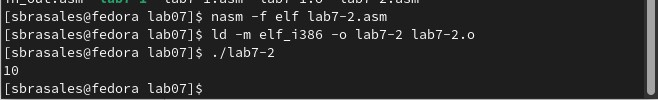 [sbrasales@fedora lab07]$ nasm -f elf lab7-2.asm
[sbrasales@fedora lab07]$ ld -m elf_i386 -o lab7-2 lab7-2.o
[sbrasales@fedora lab07]$ ./lab7-2
10
[sbrasales@fedora lab07]$